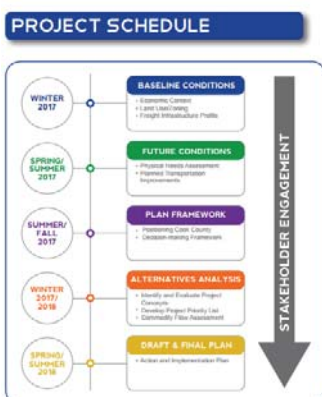 PROJECT SCHEDULE
WINTER
2017
BASELINE CONDITIONS
• Economic Context
• Land Use/Zoning
• Freight Infrastructure Profile
SPRING/
SUMMER
2017
FUTURE CONDITIONS
• Physical Needs Assessment
• Planned Transportation
Improvements
SUMMER/
FALL
2017
PLAN FRAMEWORK
• Positioning Cook County
• Decision-making Framework
WINTER
2017/
2018
ALTERNATIVES ANALYSIS
• Identify and Evaluate Project
Concepts
• Develop Project Priority List
• Commodity Flow Assessment
SPRING/
SUMMER
2018
DRAFT & FINAL PLAN
• Action and Implementation Plan
STAKEHOLDER ENGAGEMENT